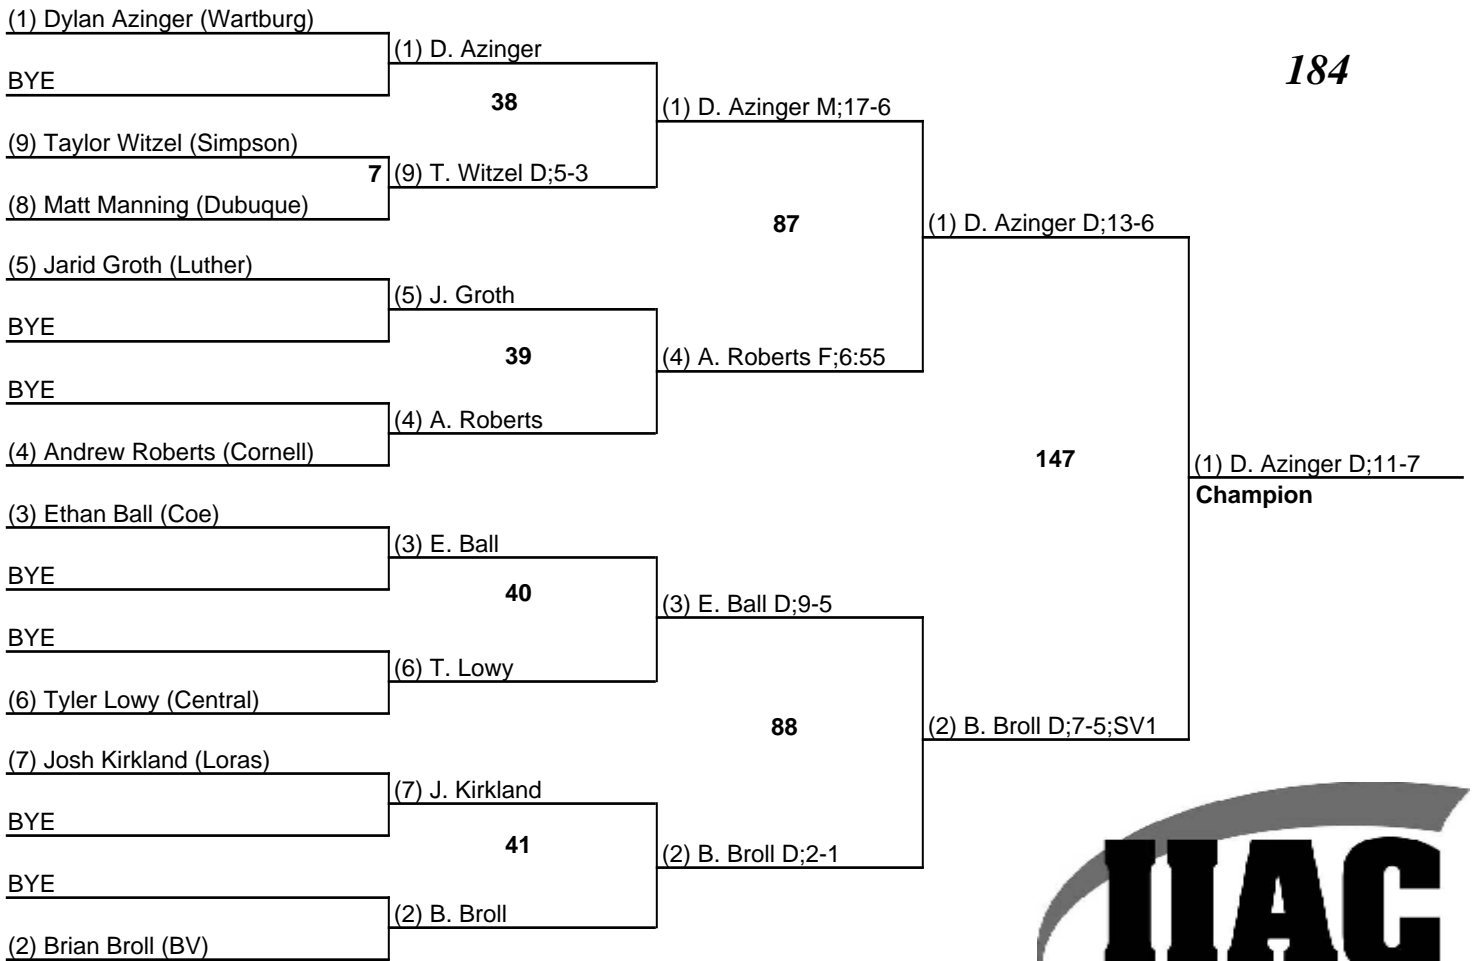 (1) Dylan Azinger (Wartburg)
BYE
(9) Taylor Witzel (Simpson)
7
(8) Matt Manning (Dubuque)
(5) Jarid Groth (Luther)
BYE
BYE
(4) Andrew Roberts (Cornell)
(3) Ethan Ball (Coe)
BYE
BYE
(6) Tyler Lowy (Central)
(7) Josh Kirkland (Loras)
BYE
BYE
(2) Brian Broll (BV)
(1) D. Azinger
38
(9) T. Witzel D;5-3
(5) J. Groth
39
(4) A. Roberts
(3) E. Ball
40
(6) T. Lowy
(7) J. Kirkland
41
(2) B. Broll
(1) D. Azinger M;17-6
87
(4) A. Roberts F;6:55
(3) E. Ball D;9-5
88
(2) B. Broll D;2-1
(1) D. Azinger D;13-6
147
(2) B. Broll D;7-5;SV1
184
(1) D. Azinger D;11-7
Champion
IIAC